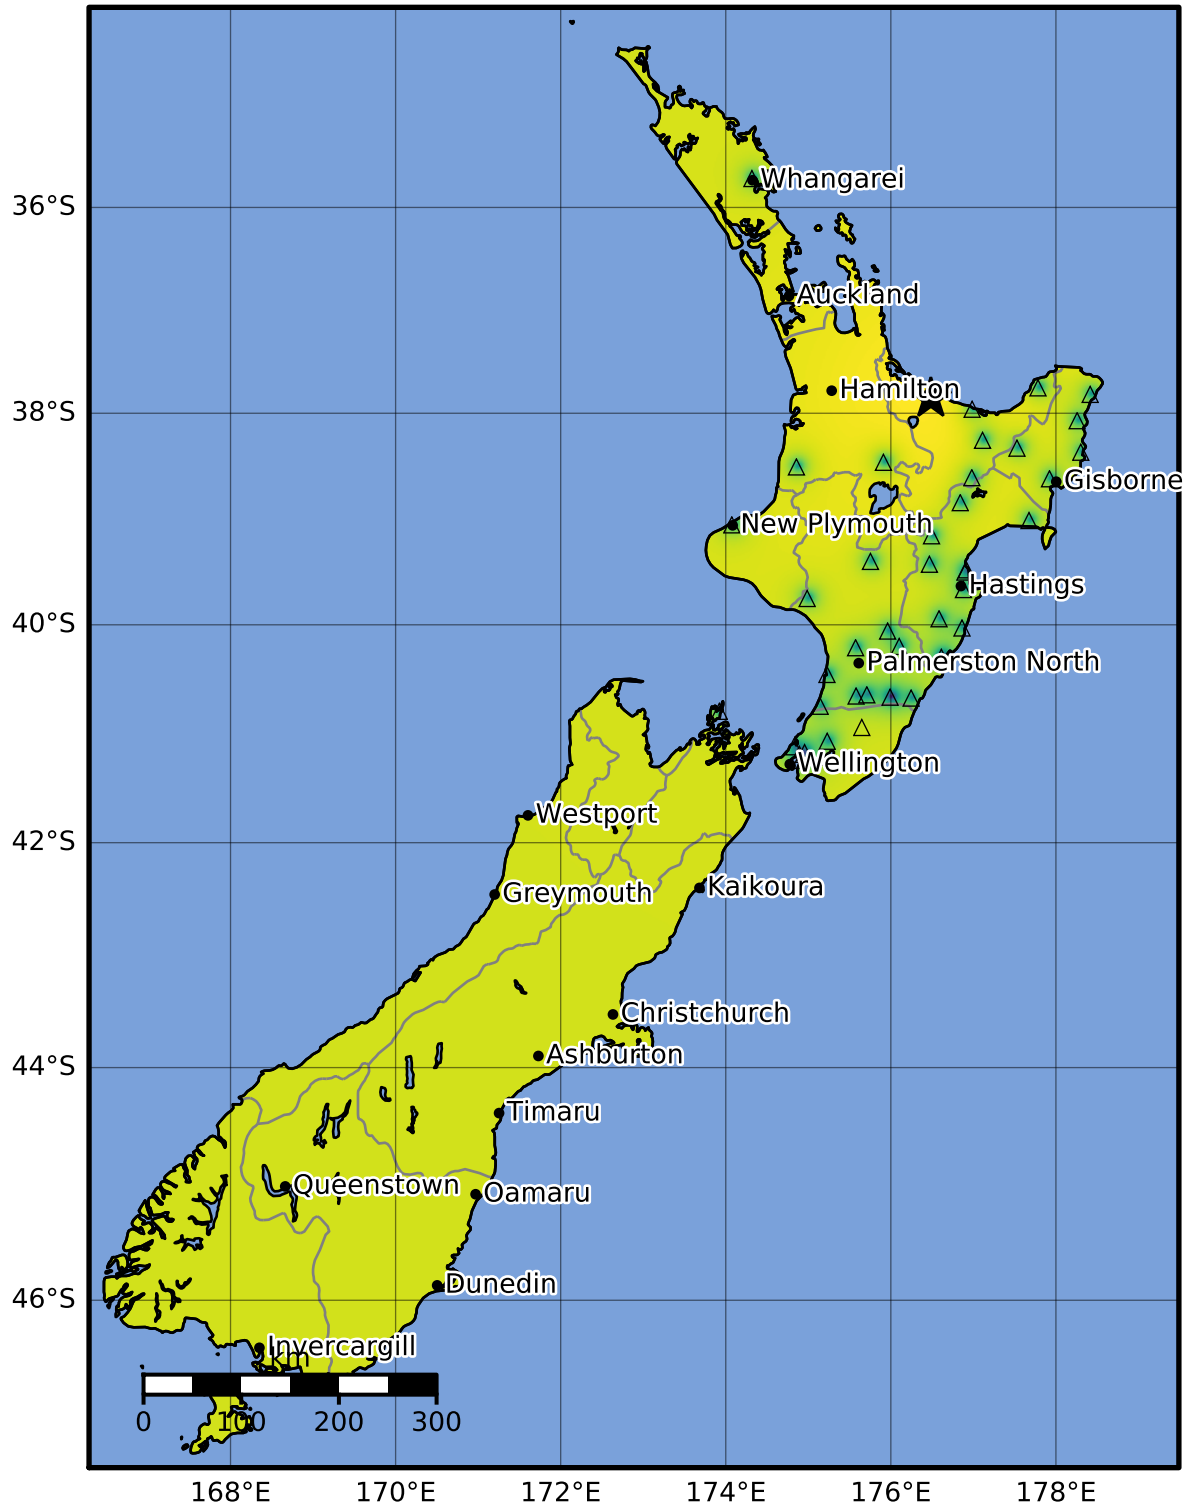 Whangarei
36°S
Auckland
Hamilton
38°S
Gisborne
New Plymouth
Hastings
40°S
Palmerston North
Wellington
Westport
42°S
Kaikoura
Greymouth
Christchurch
Ashburton
44°S
Timaru
Queenstown
Oamaru
Dunedin
46°S
Invercargill
km
0 100 200 300
168°E 170°E 172°E 174°E 176°E 178°E